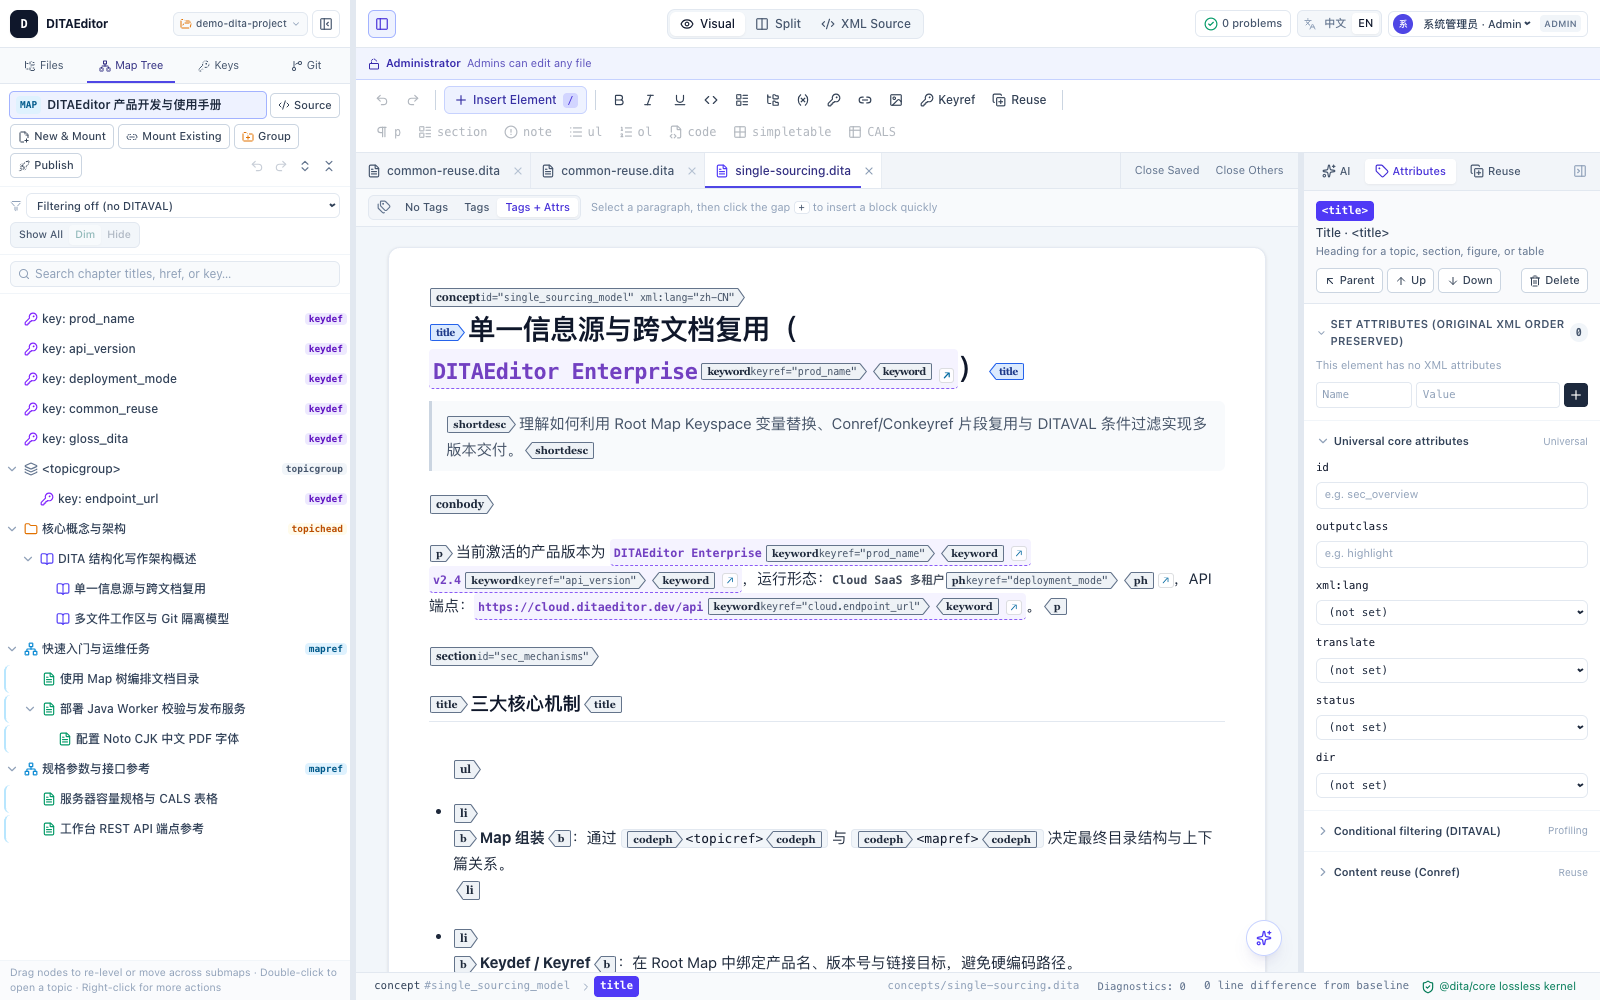 D DITAEditor demo-dita-project
Visual Split XML Source
0 problems 中文 EN 系 系统管理员 · Admin ADMIN
Files Map Tree Keys Git
Administrator Admins can edit any file
MAP DITAEditor 产品开发与使用手册 Source
New & Mount Mount Existing Group
Publish
Insert Element / B I U Keyref Reuse
p section note ul ol code simpletable CALS
common-reuse.dita common-reuse.dita single-sourcing.dita Close Saved Close Others
No Tags Tags Tags + Attrs Select a paragraph, then click the gap + to insert a block quickly
Filtering off (no DITAVAL)
Show All Dim Hide
Search chapter titles, href, or key...
key: prod_name keydef
key: api_version keydef
key: deployment_mode keydef
key: common_reuse keydef
key: gloss_dita keydef
<topicgroup> topicgroup
key: endpoint_url keydef
核心概念与架构 topichead
DITA 结构化写作架构概述
单一信息源与跨文档复用
多文件工作区与 Git 隔离模型
快速入门与运维任务 mapref
使用 Map 树编排文档目录
部署 Java Worker 校验与发布服务
配置 Noto CJK 中文 PDF 字体
规格参数与接口参考 mapref
服务器容量规格与 CALS 表格
工作台 REST API 端点参考
Drag nodes to re-level or move across submaps · Double-click to
open a topic · Right-click for more actions
concept id="single_sourcing_model" xml:lang="zh-CN"
title 单一信息源与跨文档复用（
DITAEditor Enterprise keyword keyref="prod_name" keyword ） title
shortdesc 理解如何利用 Root Map Keyspace 变量替换、Conref/Conkeyref 片段复用与 DITAVAL 条件过滤实现多
版本交付。 shortdesc
conbody
p 当前激活的产品版本为 DITAEditor Enterprise keyword keyref="prod_name" keyword
v2.4 keyword keyref="api_version" keyword ，运行形态：Cloud SaaS 多租户 ph keyref="deployment_mode" ph ，API
端点：https://cloud.ditaeditor.dev/api keyword keyref="cloud.endpoint_url" keyword 。 p
section id="sec_mechanisms"
title 三大核心机制 title
ul
li
b Map 组装 b ：通过 codeph <topicref> codeph 与 codeph <mapref> codeph 决定最终目录结构与上下
篇关系。
li
li
b Keydef / Keyref b ：在 Root Map 中绑定产品名、版本号与链接目标，避免硬编码路径。
AI Attributes Reuse
<title>
Title · <title>
Heading for a topic, section, figure, or table
Parent Up Down Delete
SET ATTRIBUTES (ORIGINAL XML ORDER
PRESERVED) 0
This element has no XML attributes
Name Value +
Universal core attributes Universal
id
e.g. sec_overview
outputclass
e.g. highlight
xml:lang
(not set)
translate
(not set)
status
(not set)
dir
(not set)
Conditional filtering (DITAVAL) Profiling
Content reuse (Conref) Reuse
concept #single_sourcing_model › title
concepts/single-sourcing.dita Diagnostics: 0 0 line difference from baseline @dita/core lossless kernel